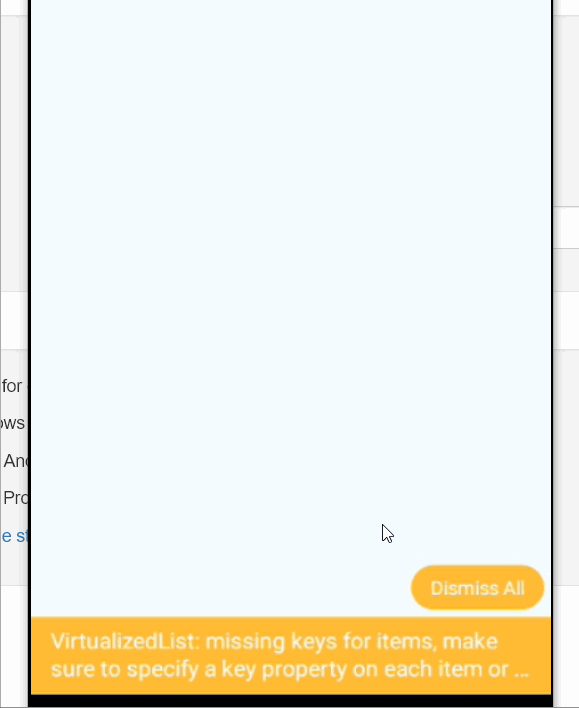 for
ows
And
Pro
e st
Dismiss All
VirtualizedList: missing keys for items, make
sure to specify a key property on each item or ...